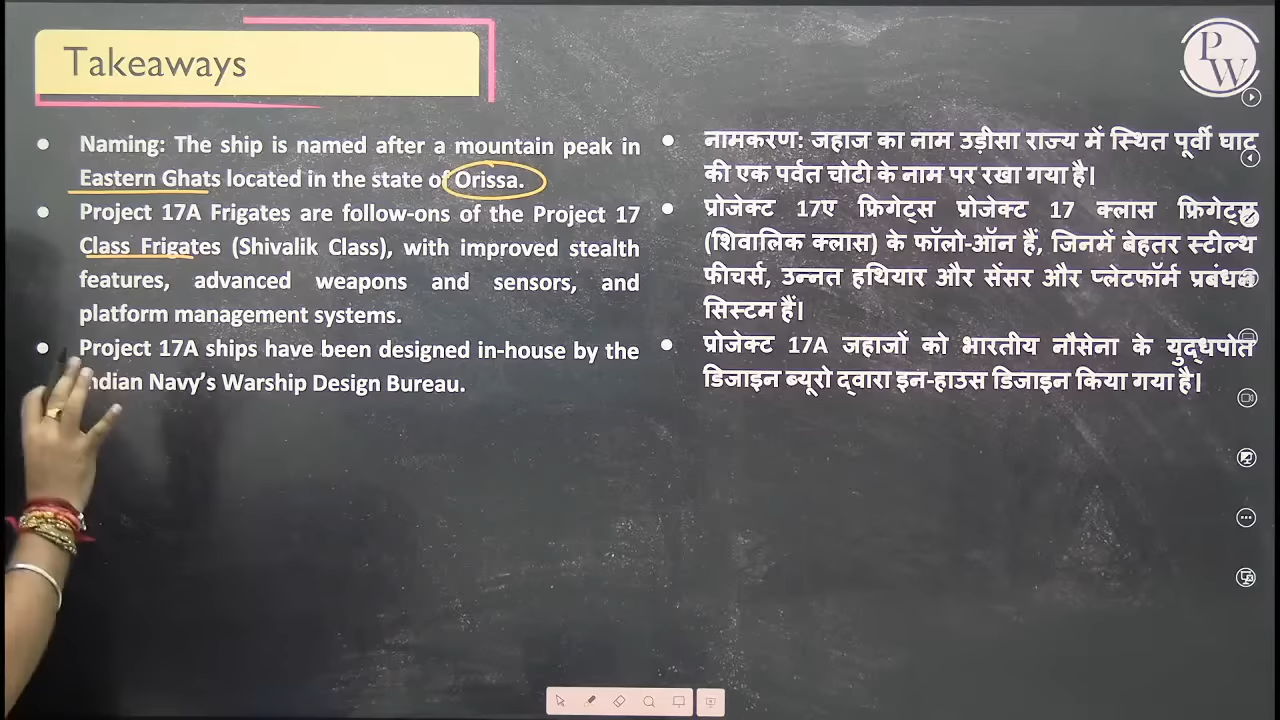 Takeaways
PW
Naming: The ship is named after a mountain peak in
Eastern Ghats located in the state of Orissa.
Project 17A Frigates are follow-ons of the Project 17
Class Frigates (Shivalik Class), with improved stealth
features, advanced weapons and sensors, and
platform management systems.
Project 17A ships have been designed in-house by the
Indian Navy’s Warship Design Bureau.
नामकरण: जहाज का नाम उड़ीसा राज्य में स्थित पूर्वी घाट
की एक पर्वत चोटी के नाम पर रखा गया है।
प्रोजेक्ट 17ए फ्रिगेट्स प्रोजेक्ट 17 क्लास फ्रिगेट्स
(शिवालिक क्लास) के फॉलो-ऑन हैं, जिनमें बेहतर स्टील्थ
फीचर्स, उन्नत हथियार और सेंसर और प्लेटफॉर्म प्रबंधन
सिस्टम हैं।
प्रोजेक्ट 17A जहाजों को भारतीय नौसेना के युद्धपोत
डिजाइन ब्यूरो द्वारा इन-हाउस डिजाइन किया गया है।